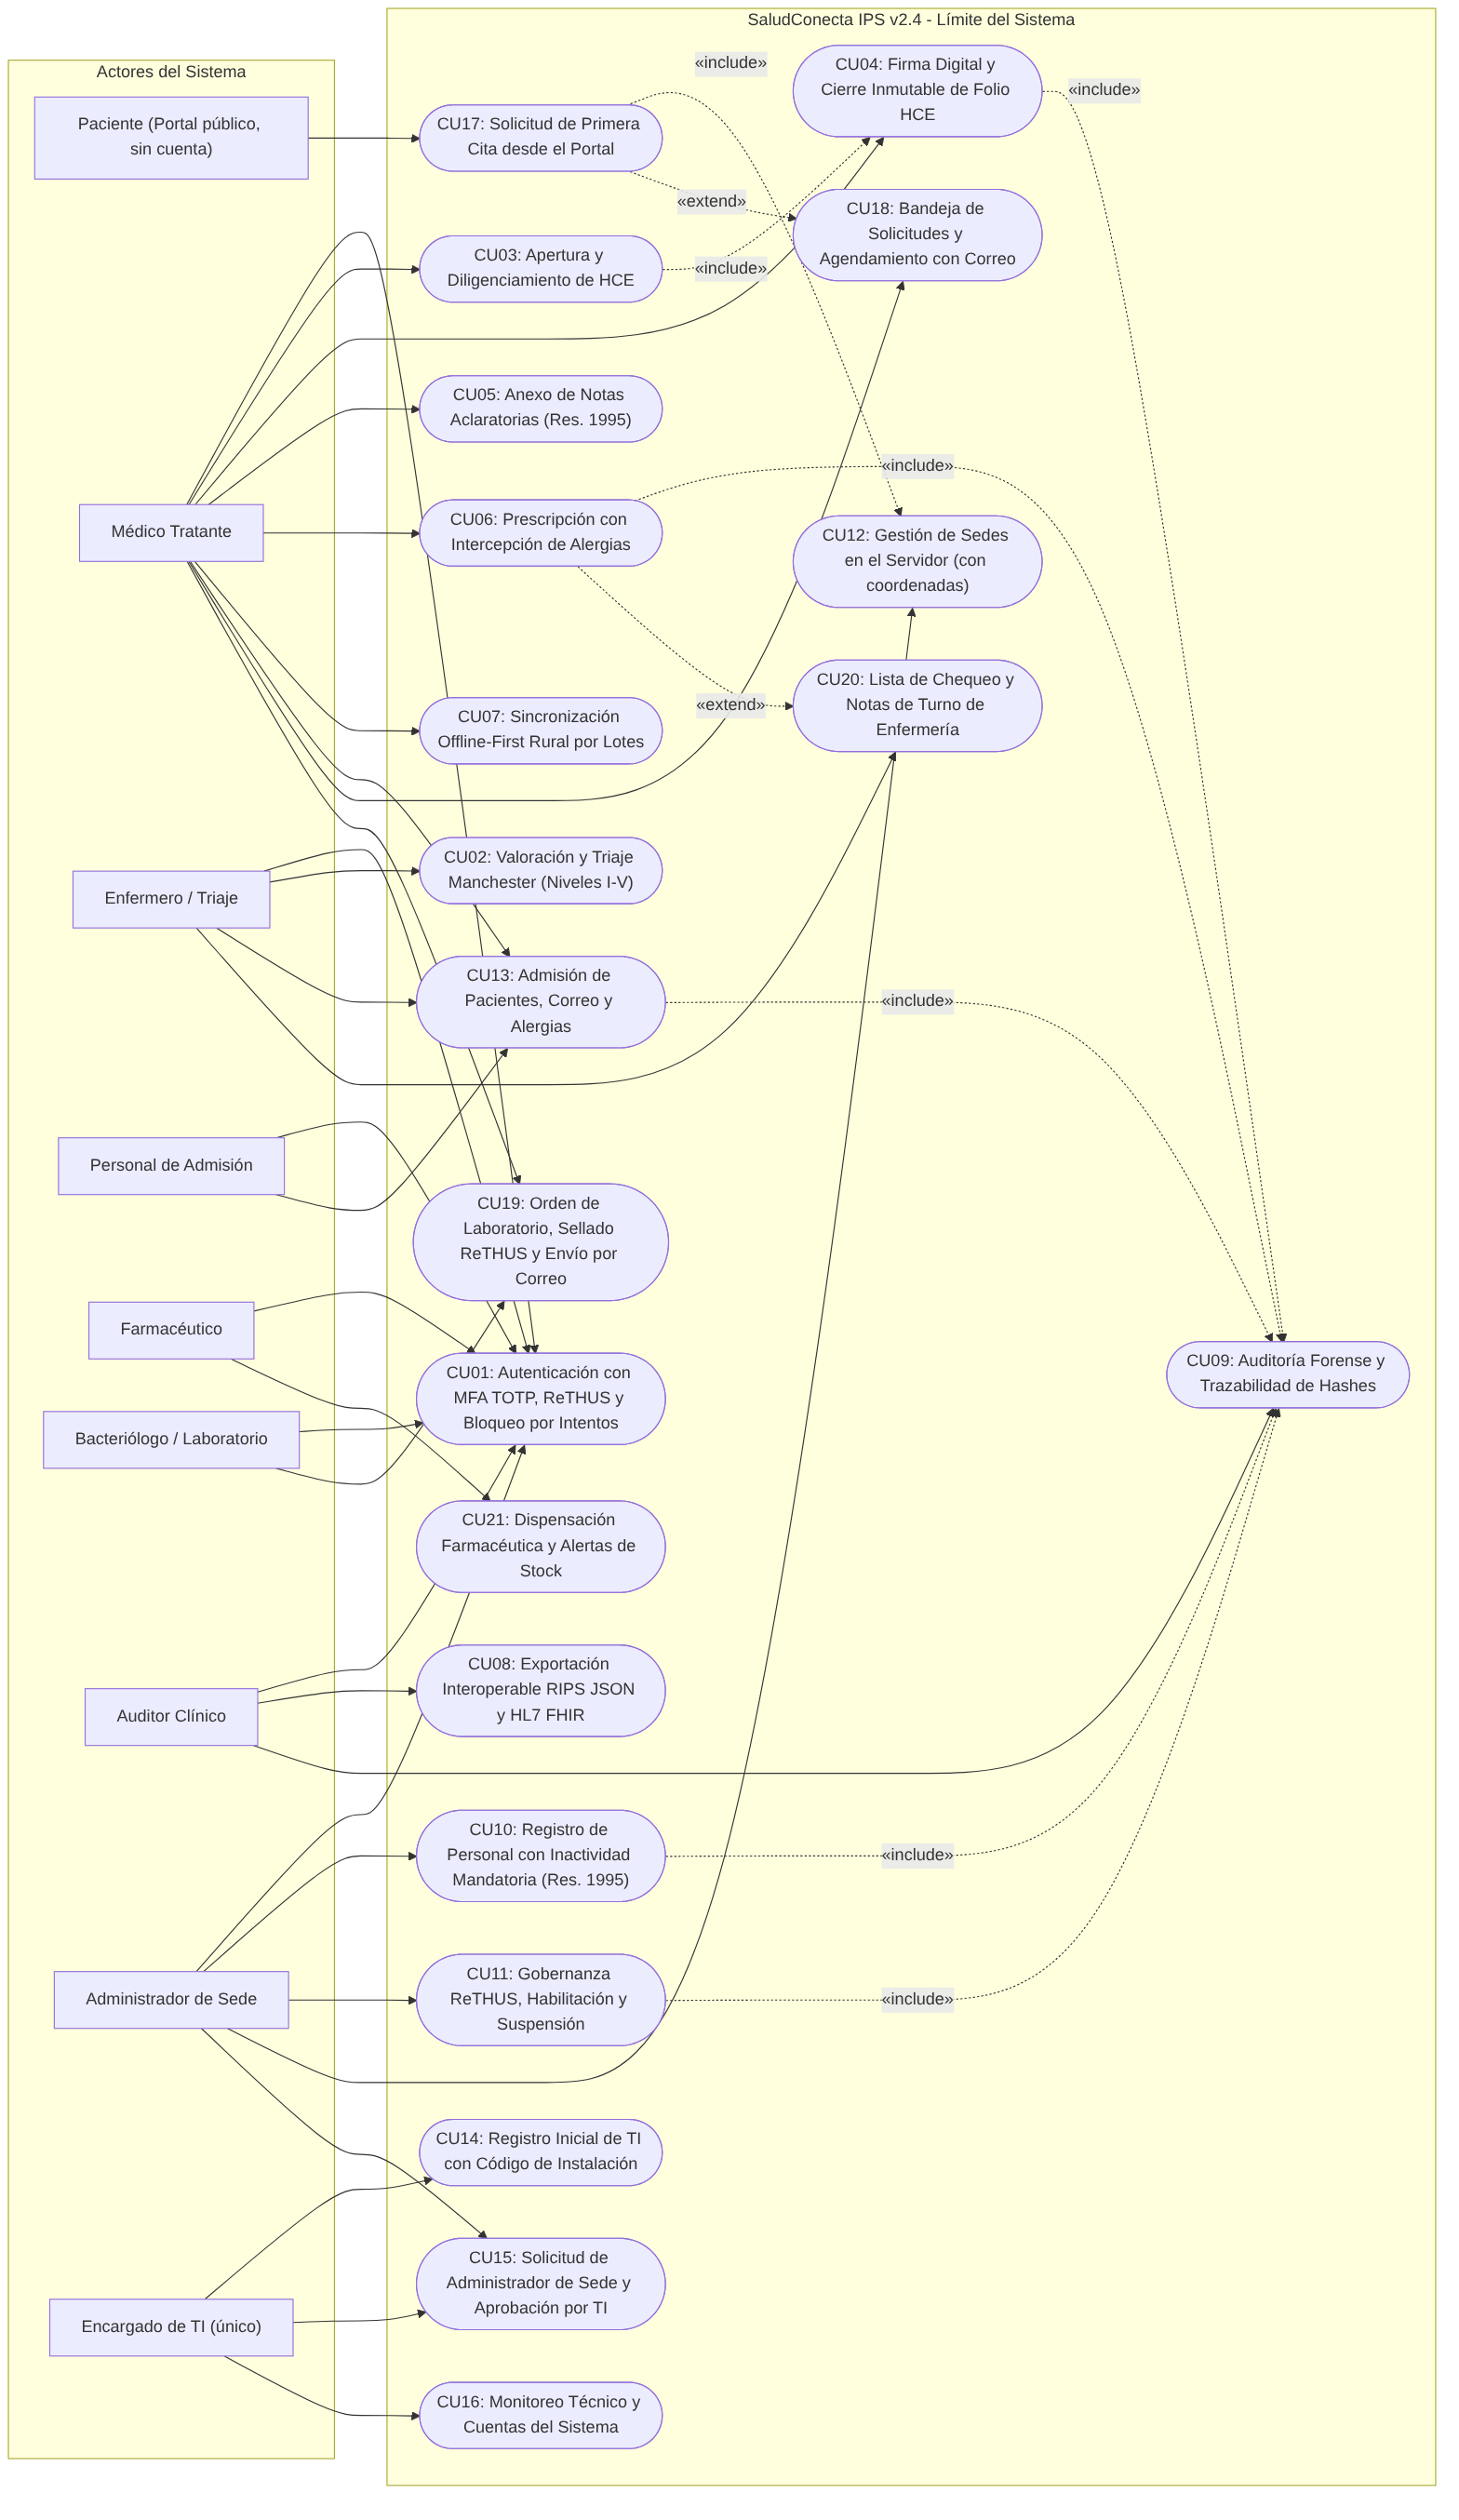 SaludConecta IPS v2.4 - Límite del Sistema
Actores del Sistema
Paciente (Portal público,
sin cuenta)
Médico Tratante
Enfermero / Triaje
Personal de Admisión
Farmacéutico
Bacteriólogo / Laboratorio
Auditor Clínico
Administrador de Sede
Encargado de TI (único)
CU17: Solicitud de Primera
Cita desde el Portal
CU03: Apertura y
Diligenciamiento de HCE
CU05: Anexo de Notas
Aclaratorias (Res. 1995)
CU06: Prescripción con
Intercepción de Alergias
CU07: Sincronización
Offline-First Rural por Lotes
CU02: Valoración y Triaje
Manchester (Niveles I-V)
CU13: Admisión de
Pacientes, Correo y
Alergias
CU19: Orden de
Laboratorio, Sellado
ReTHUS y Envío por
Correo
CU01: Autenticación con
MFA TOTP, ReTHUS y
Bloqueo por Intentos
CU21: Dispensación
Farmacéutica y Alertas de
Stock
CU08: Exportación
Interoperable RIPS JSON
y HL7 FHIR
CU10: Registro de
Personal con Inactividad
Mandatoria (Res. 1995)
CU11: Gobernanza
ReTHUS, Habilitación y
Suspensión
CU14: Registro Inicial de TI
con Código de Instalación
CU15: Solicitud de
Administrador de Sede y
Aprobación por TI
CU16: Monitoreo Técnico y
Cuentas del Sistema
«include»
«extend»
«include»
«extend»
CU04: Firma Digital y
Cierre Inmutable de Folio
HCE
CU18: Bandeja de
Solicitudes y
Agendamiento con Correo
«include»
CU12: Gestión de Sedes
en el Servidor (con
coordenadas)
CU20: Lista de Chequeo y
Notas de Turno de
Enfermería
«include»
«include»
«include»
«include»
CU09: Auditoría Forense y
Trazabilidad de Hashes